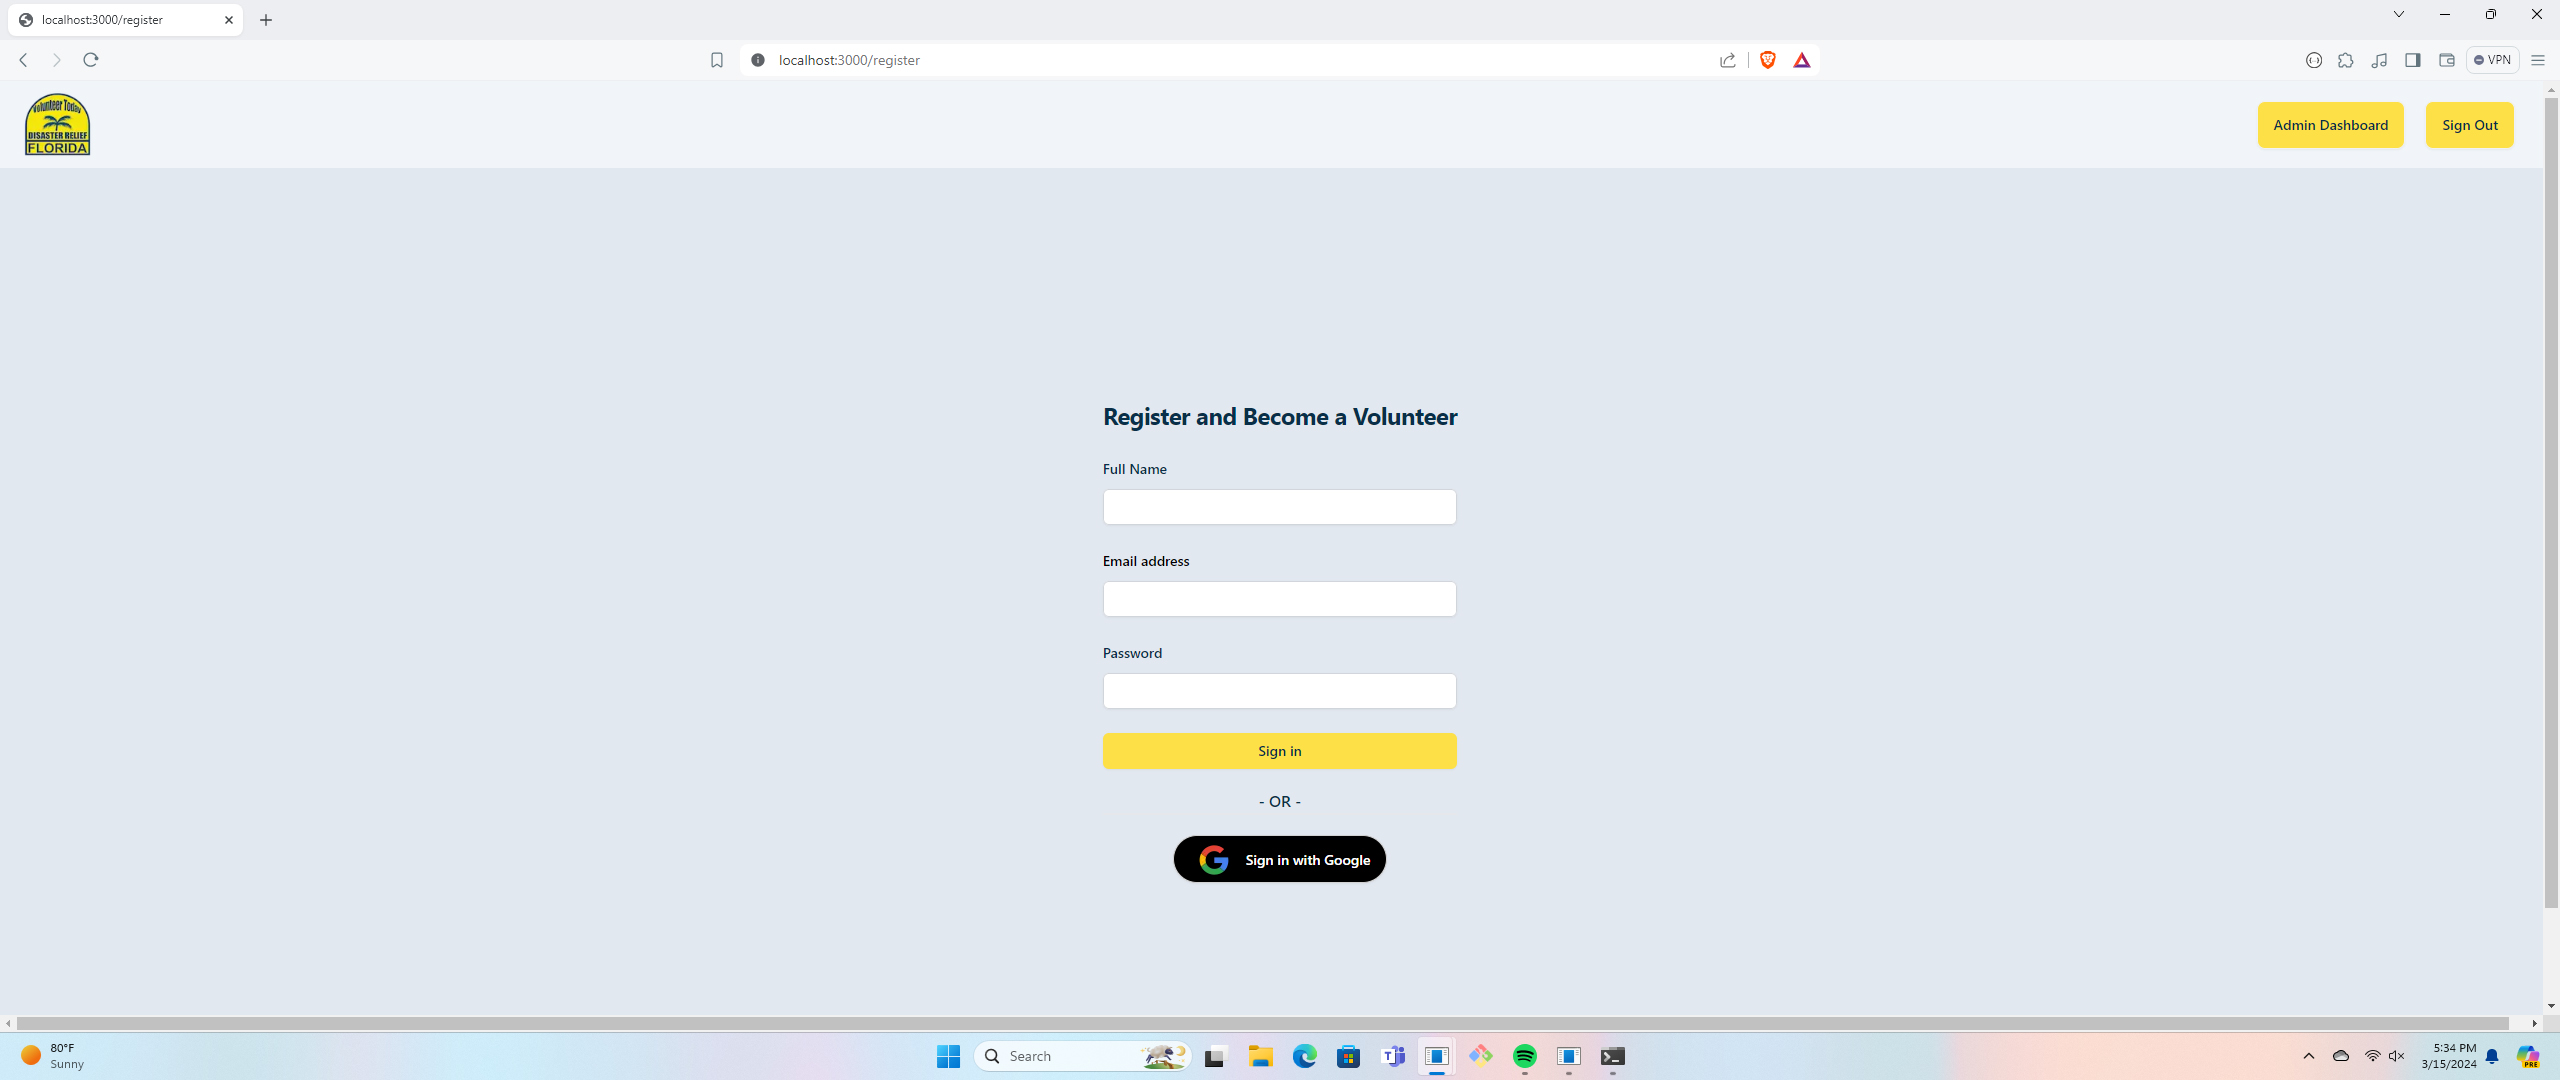 localhost:3000/register
localhost:3000/register
VPN
Volunteer Today
DISASTER RELIEF
FLORIDA
Admin Dashboard
Sign Out
Register and Become a Volunteer
Full Name
Email address
Password
Sign in
- OR -
Sign in with Google
80°F
Sunny
Search
5:34 PM
3/15/2024
PRE